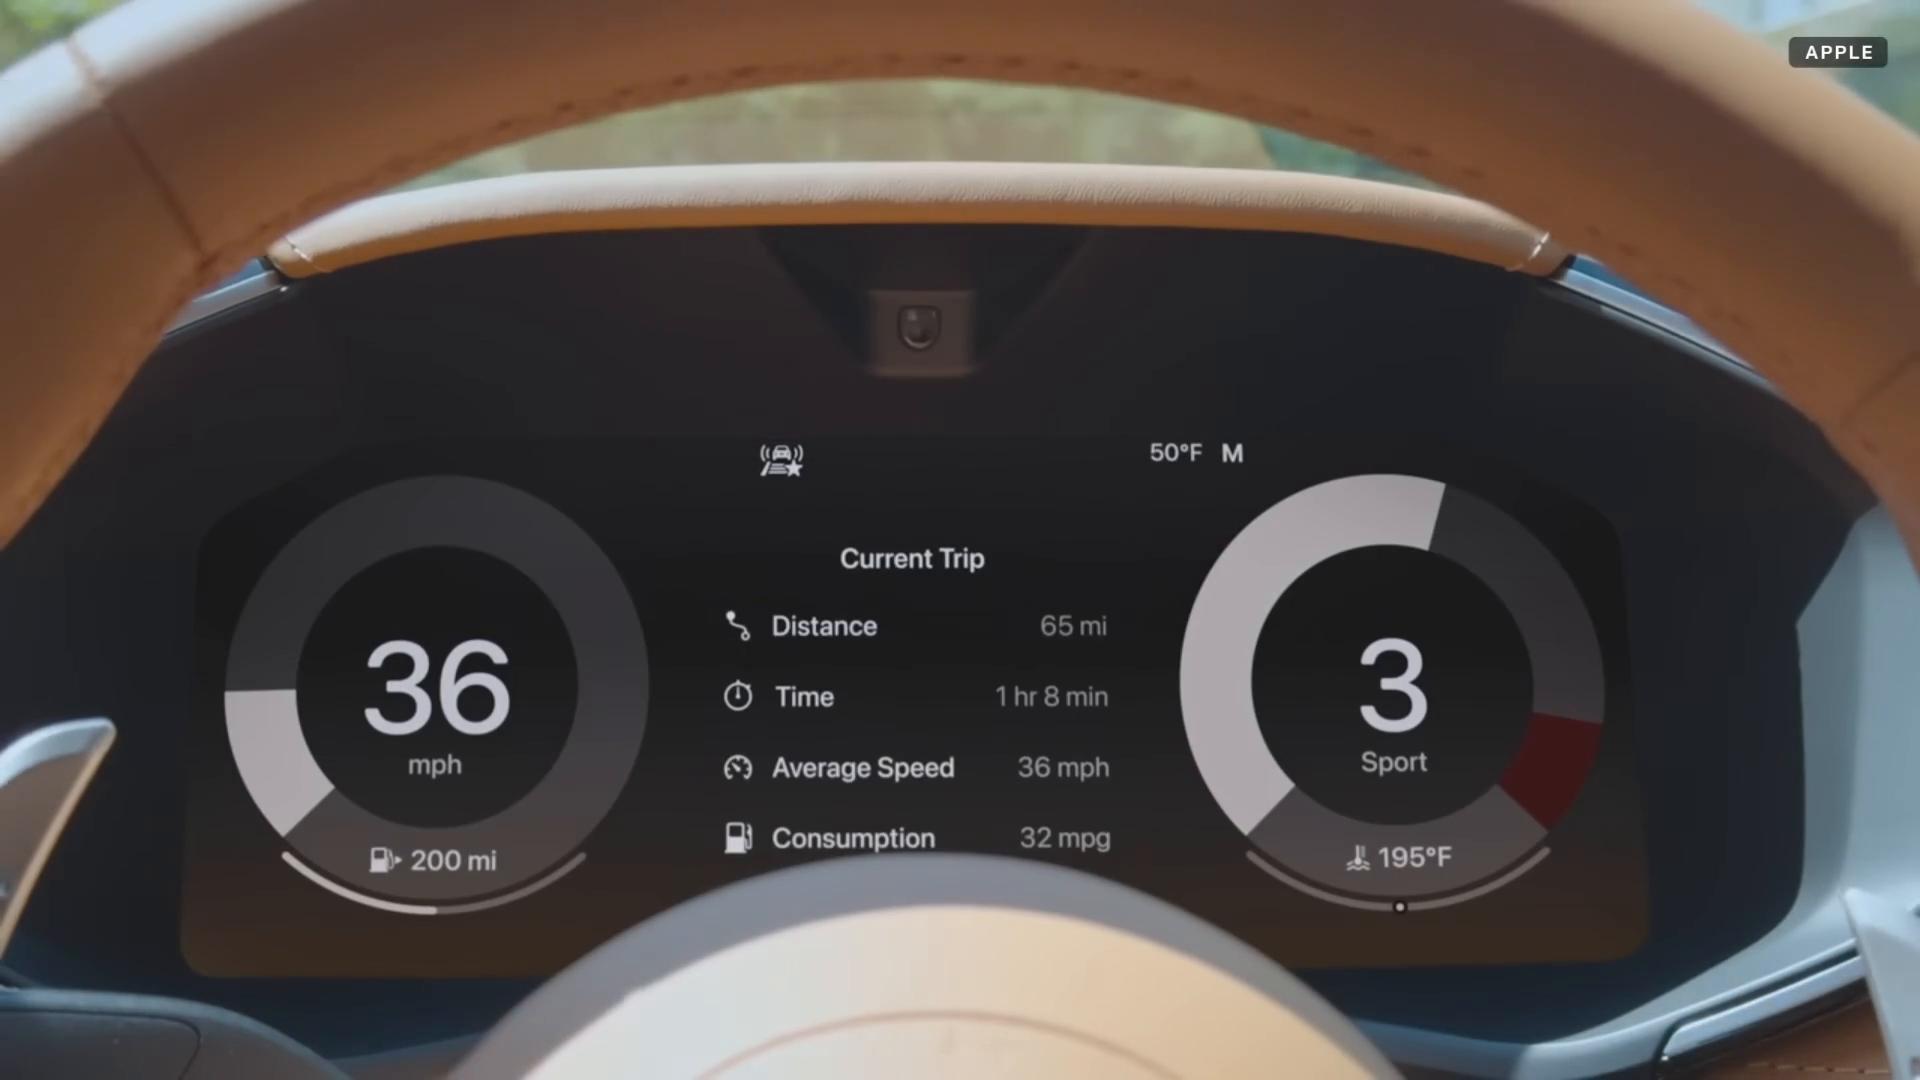 APPLE
50°F M
Current Trip
Distance 65 mi
Time 1 hr 8 min
Average Speed 36 mph
Consumption 32 mpg
36
mph
200 mi
3
Sport
195°F